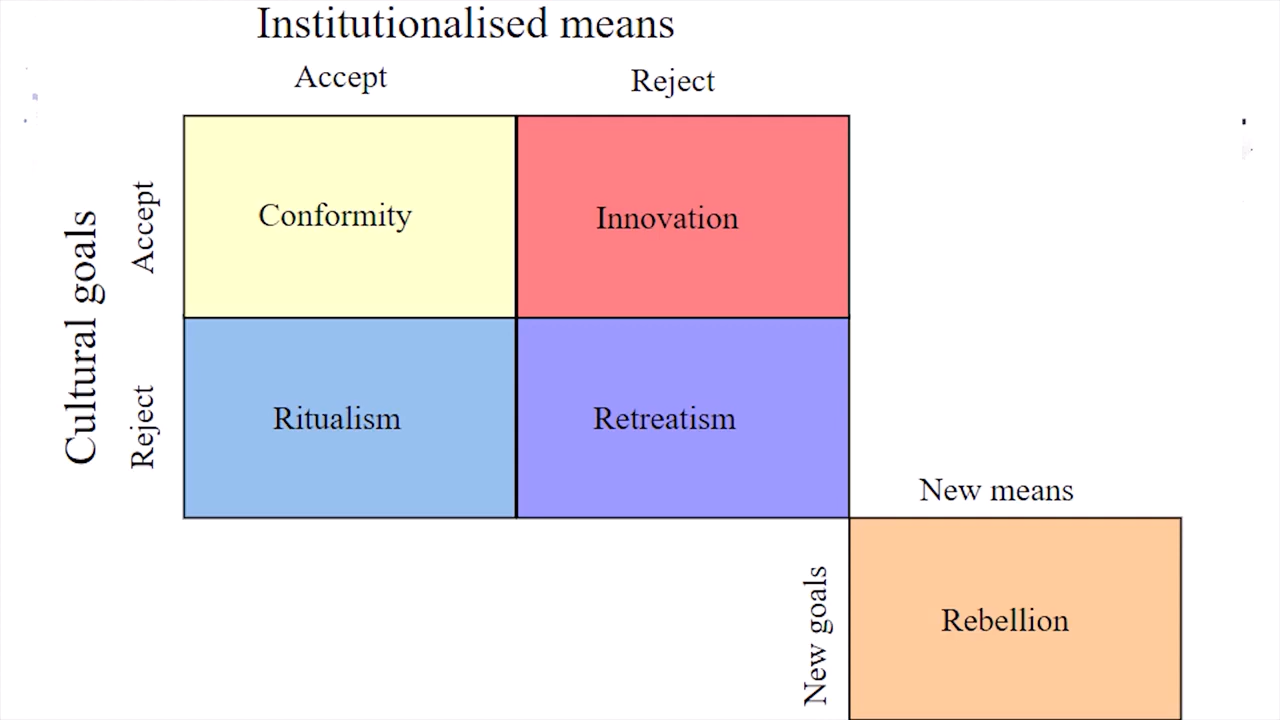 Institutionalised means
Accept
Reject
Cultural goals
Accept
Conformity
Innovation
Reject
Ritualism
Retreatism
New means
New goals
Rebellion